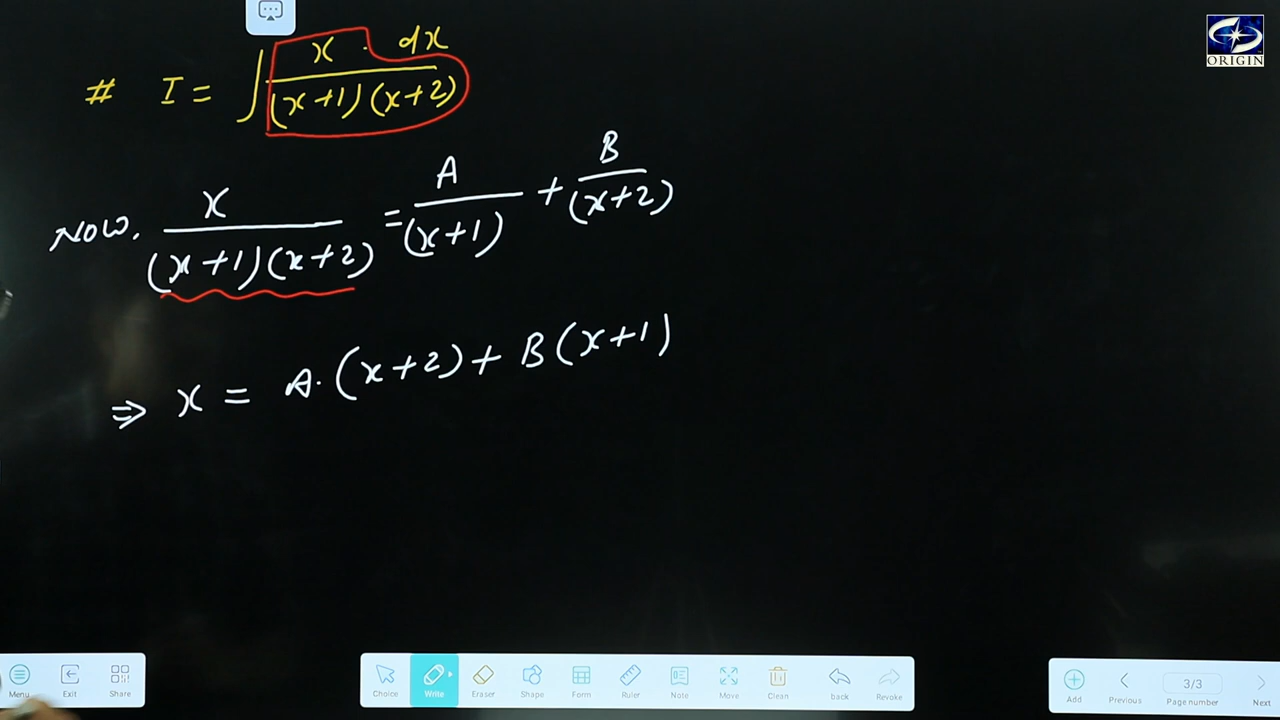 # I = ∫ x · dx / (x+1)(x+2)
ORIGIN
NOW, x / (x+1)(x+2) = A / (x+1) + B / (x+2)
⇒ x = A·(x+2) + B(x+1)
Menu Exit Share Choice Write Eraser Shape Form Ruler Note Move Clean back Revoke Add Previous 3/3 Page number Next